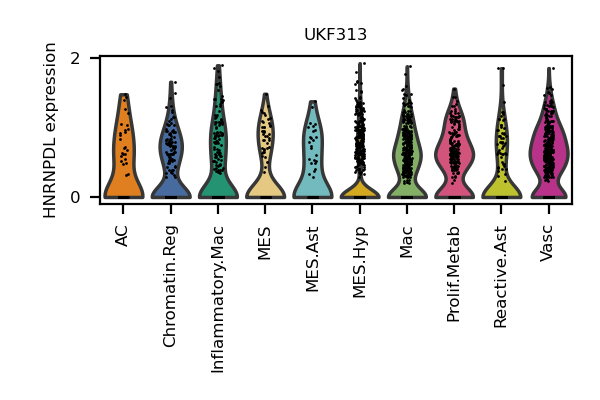 UKF313
HNRNPDL expression
2
0
AC
Chromatin.Reg
Inflammatory.Mac
MES
MES.Ast
MES.Hyp
Mac
Prolif.Metab
Reactive.Ast
Vasc